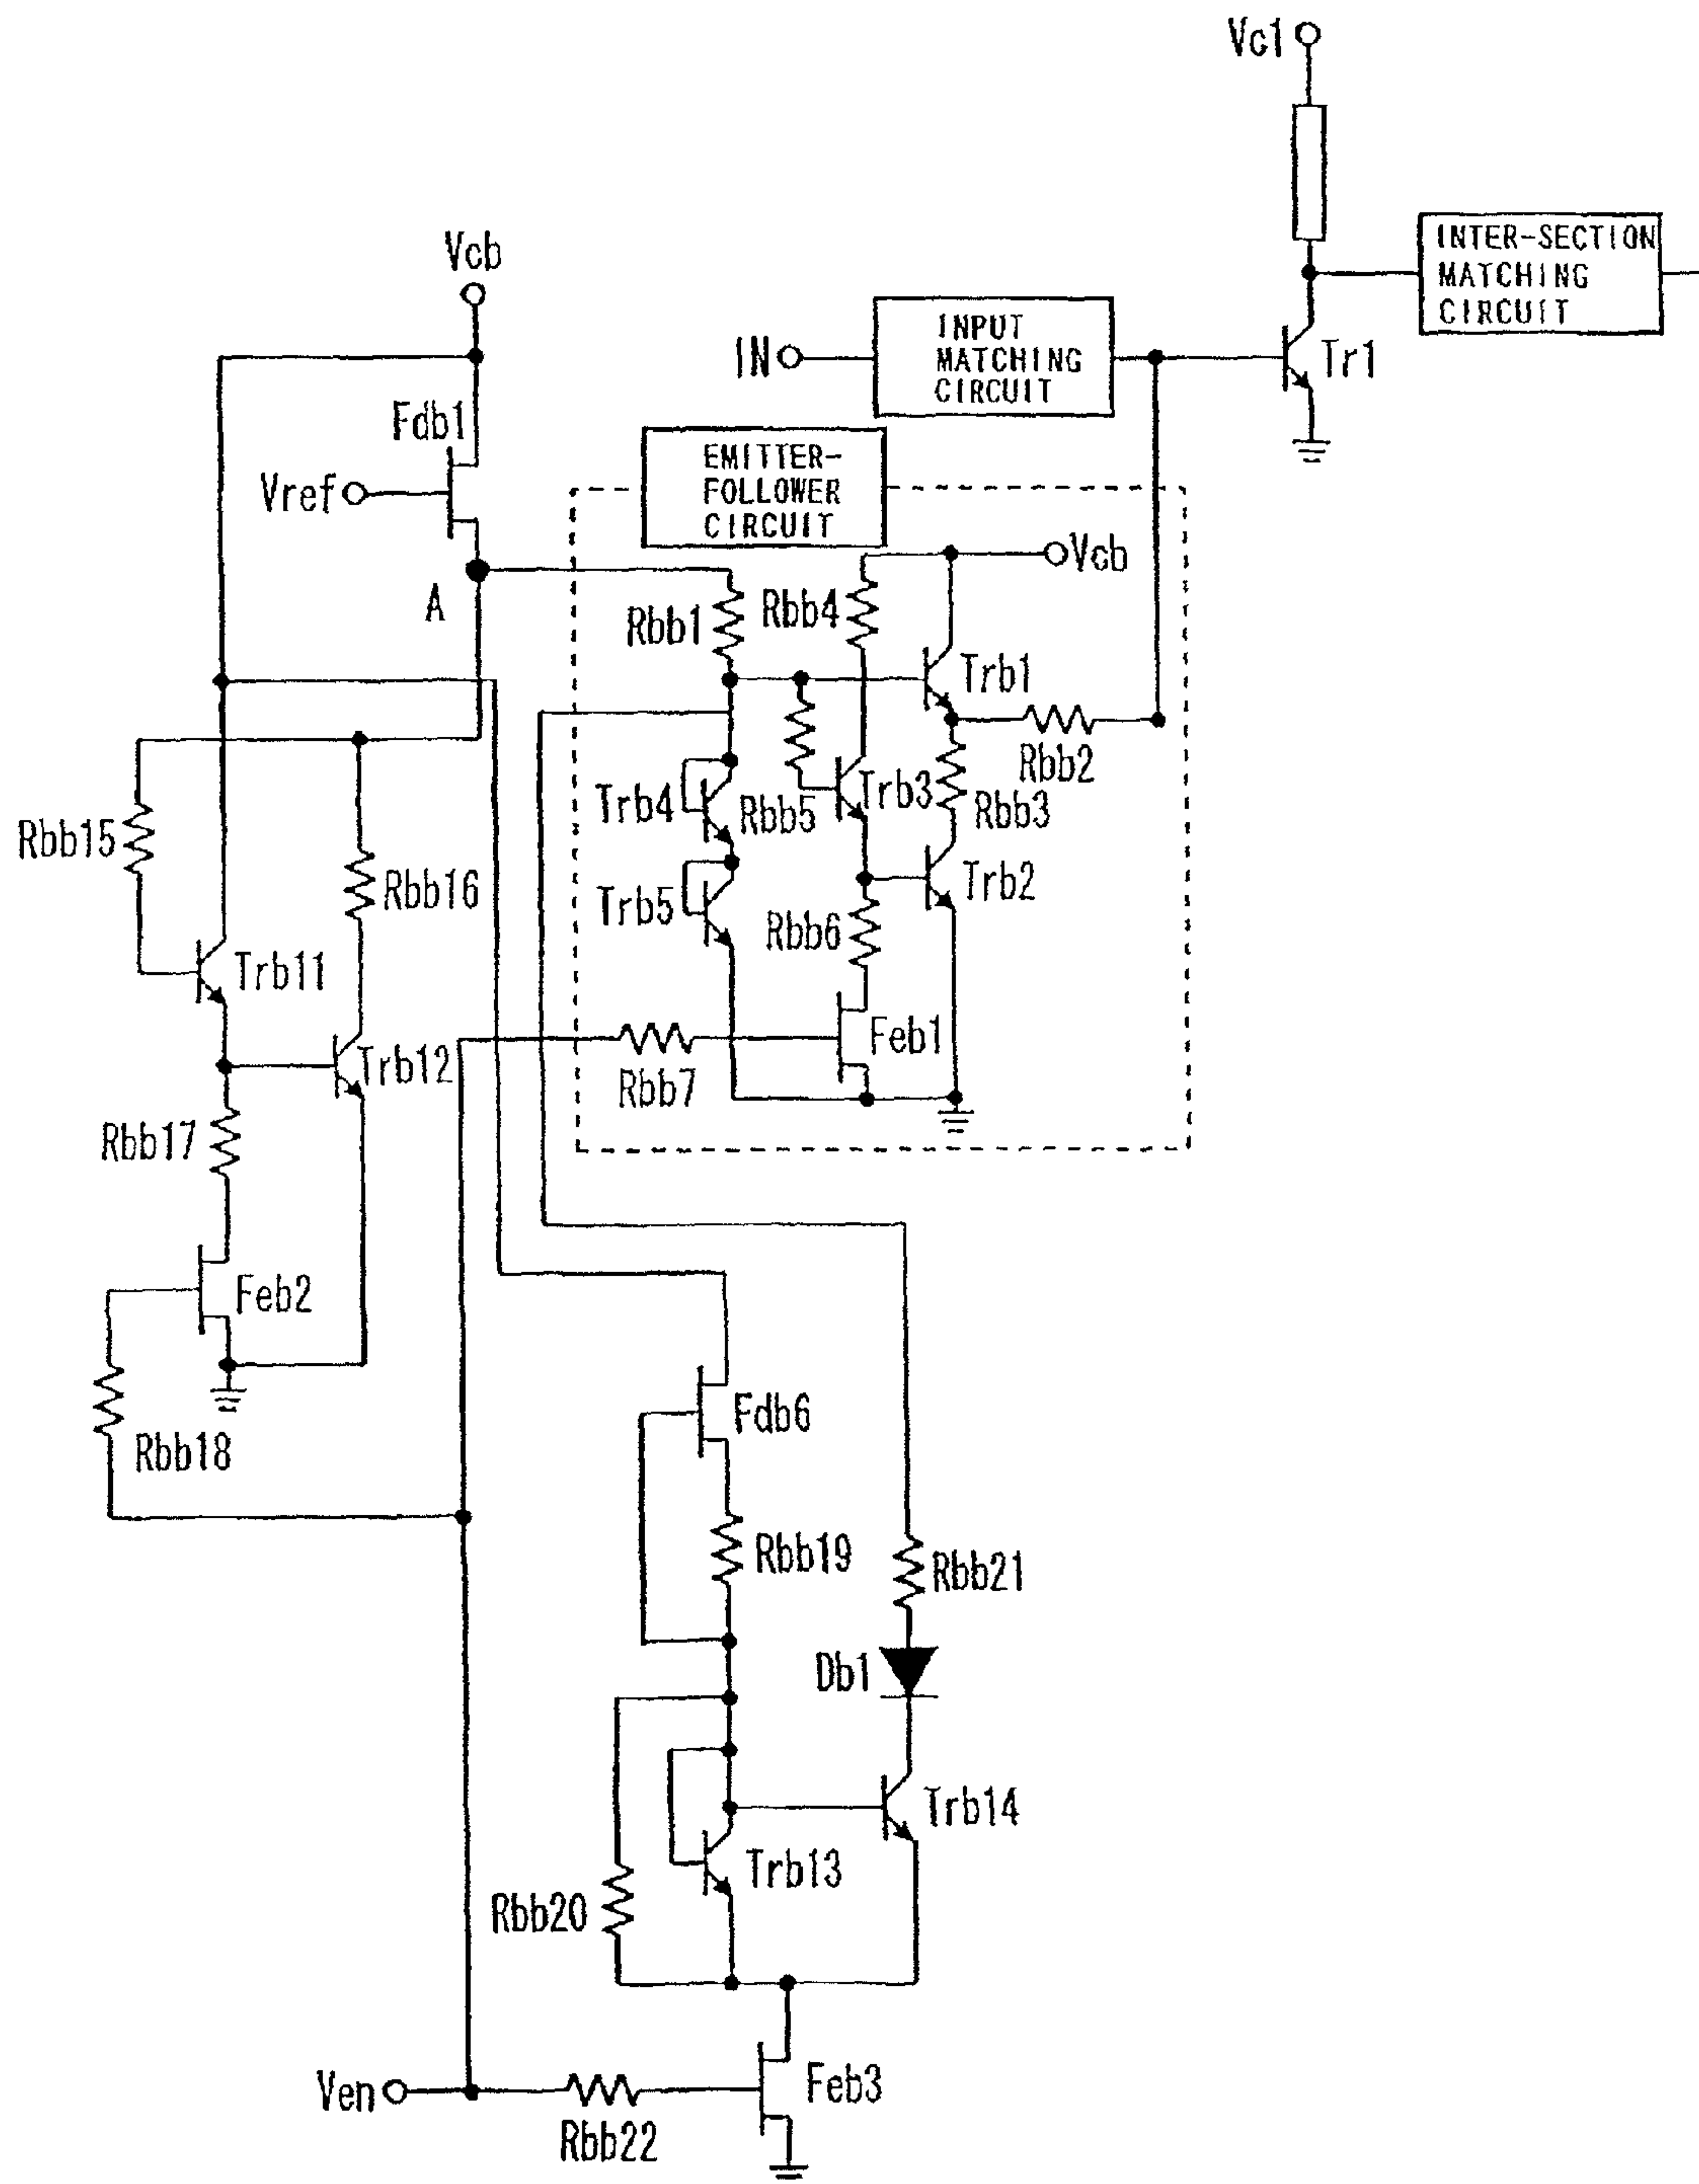 Vc1
INTER-SECTION
MATCHING
CIRCUIT
Vcb
INPUT
MATCHING
CIRCUIT
IN
Tr1
Fdb1
EMITTER-
FOLLOWER
CIRCUIT
Vref
Vcb
A
Rbb1
Rbb4
Trb1
Rbb2
Trb4
Rbb5
Trb3
Rbb3
Rbb15
Rbb16
Trb5
Rbb6
Trb2
Trb11
Feb1
Trb12
Rbb7
Rbb17
Feb2
Fdb6
Rbb18
Rbb19
Rbb21
Db1
Trb14
Trb13
Rbb20
Ven
Feb3
Rbb22